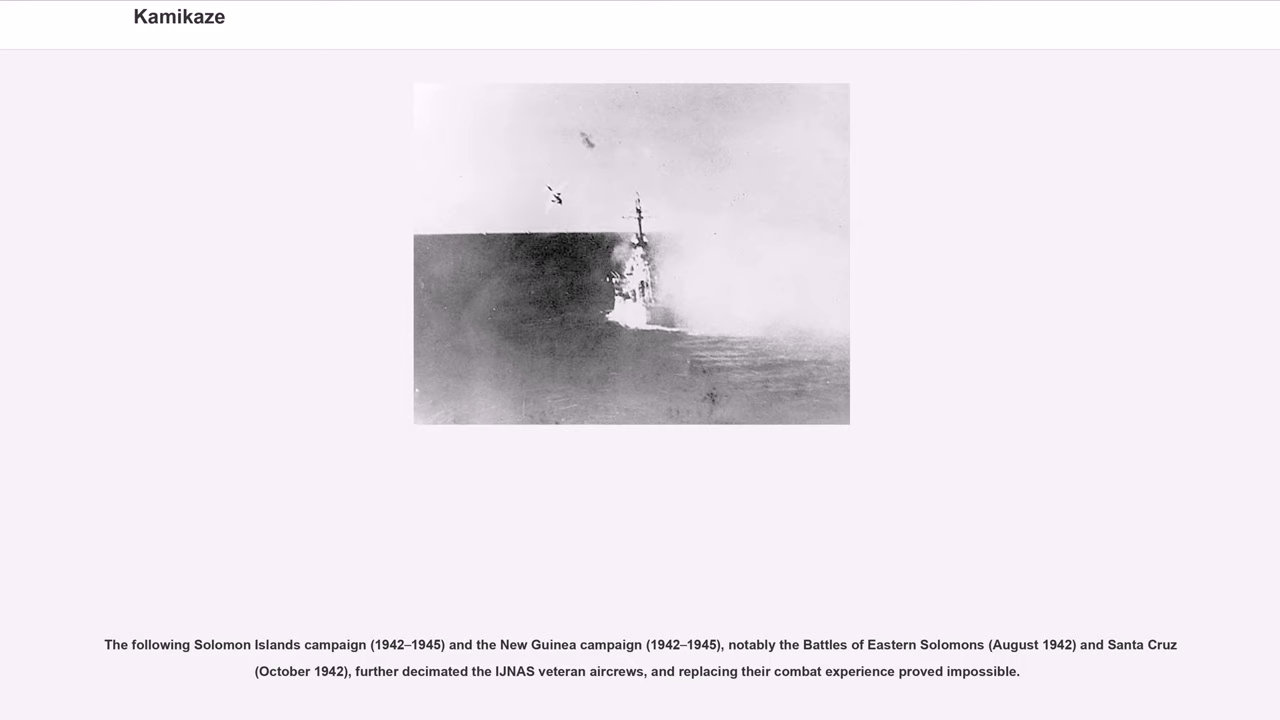 Kamikaze
The following Solomon Islands campaign (1942–1945) and the New Guinea campaign (1942–1945), notably the Battles of Eastern Solomons (August 1942) and Santa Cruz
(October 1942), further decimated the IJNAS veteran aircrews, and replacing their combat experience proved impossible.